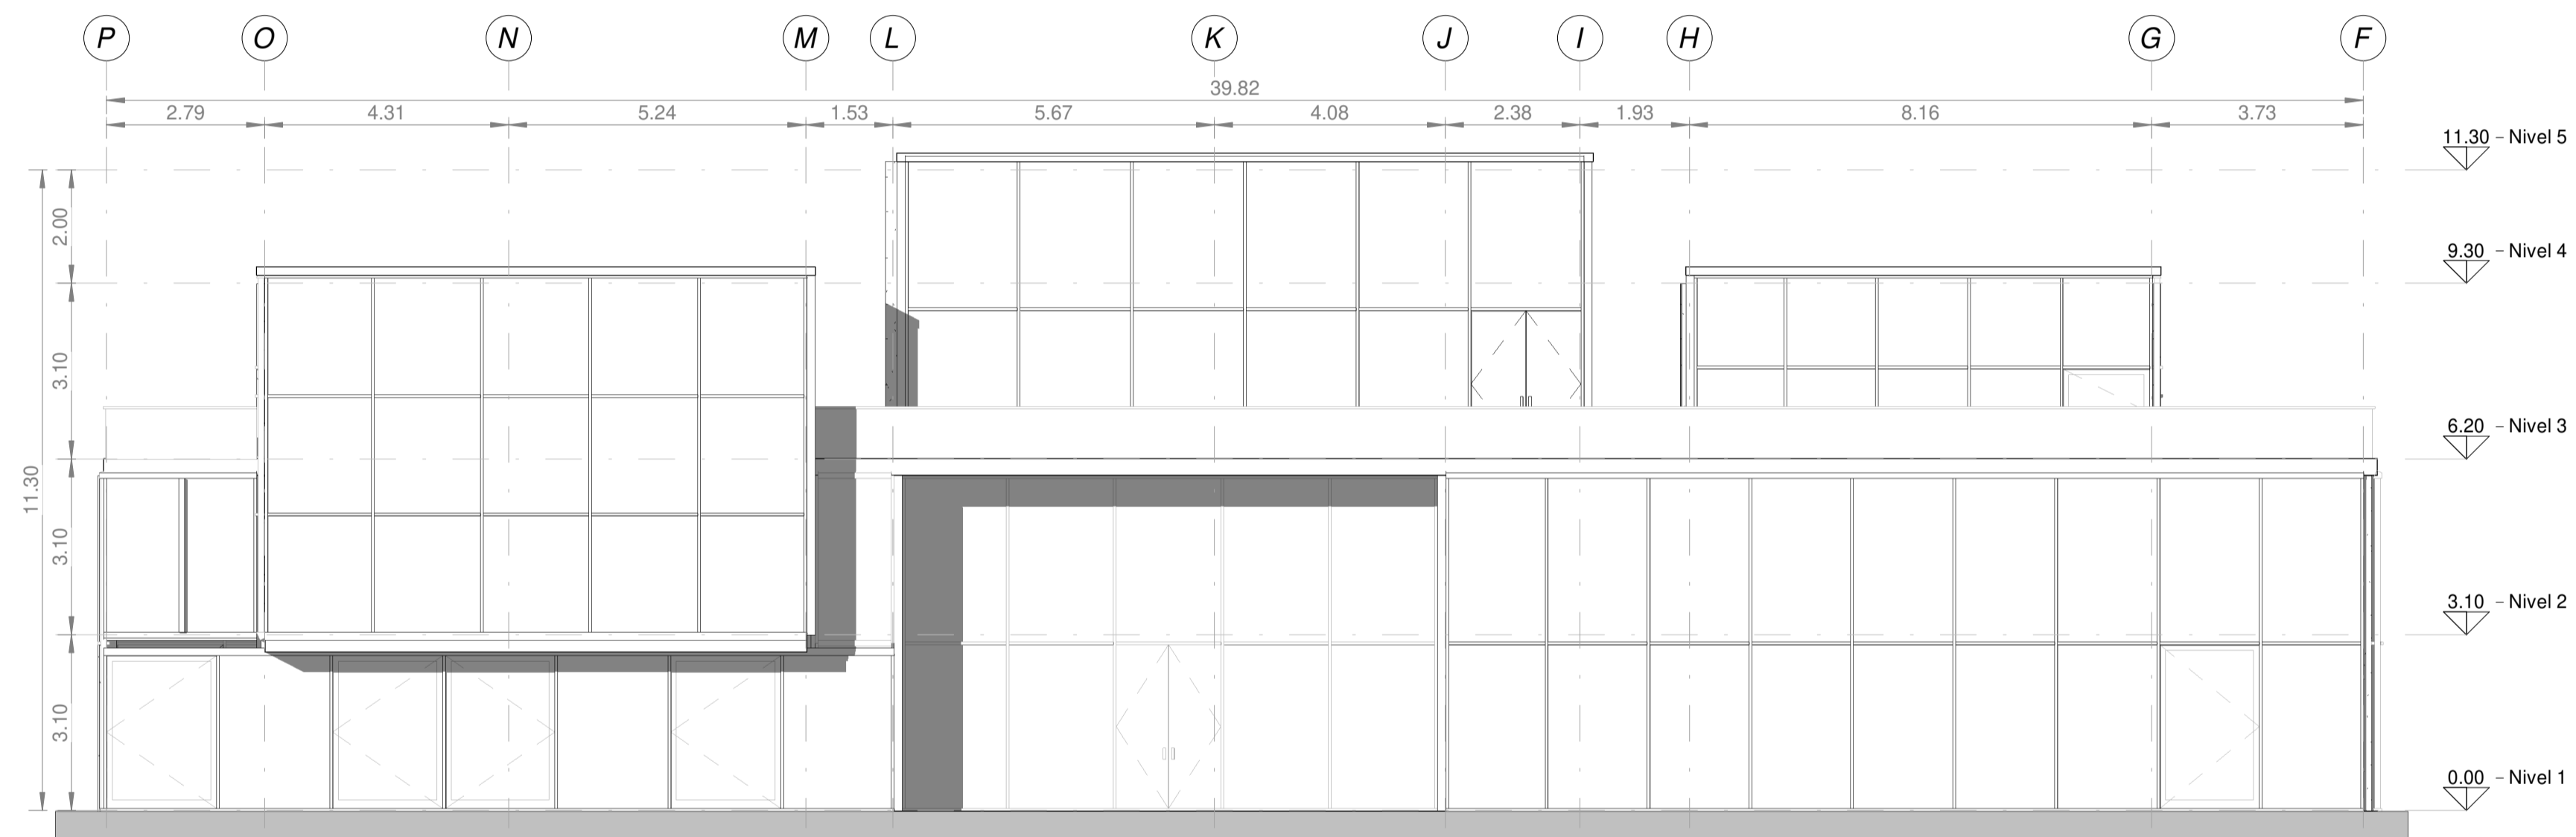 P O N M L K J I H G F
39.82
2.79 4.31 5.24 1.53 5.67 4.08 2.38 1.93 8.16 3.73
11.30 - Nivel 5
2.00
9.30 - Nivel 4
3.10
6.20 - Nivel 3
11.30
3.10
3.10 - Nivel 2
3.10
0.00 - Nivel 1